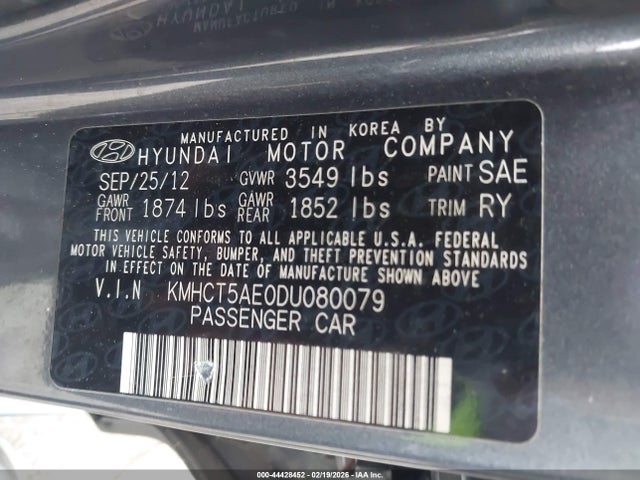 MANUFACTURED IN KOREA BY
HYUNDAI MOTOR COMPANY
SEP/25/12 GVWR 3549 lbs PAINT SAE
GAWR FRONT 1874 lbs GAWR REAR 1852 lbs TRIM RY
THIS VEHICLE CONFORMS TO ALL APPLICABLE U.S.A. FEDERAL
MOTOR VEHICLE SAFETY, BUMPER, AND THEFT PREVENTION STANDARDS
IN EFFECT ON THE DATE OF MANUFACTURE SHOWN ABOVE
V.I.N KMHCT5AE0DU080079
PASSENGER CAR
000-44428452 - 02/19/2026 - IAAI.CA